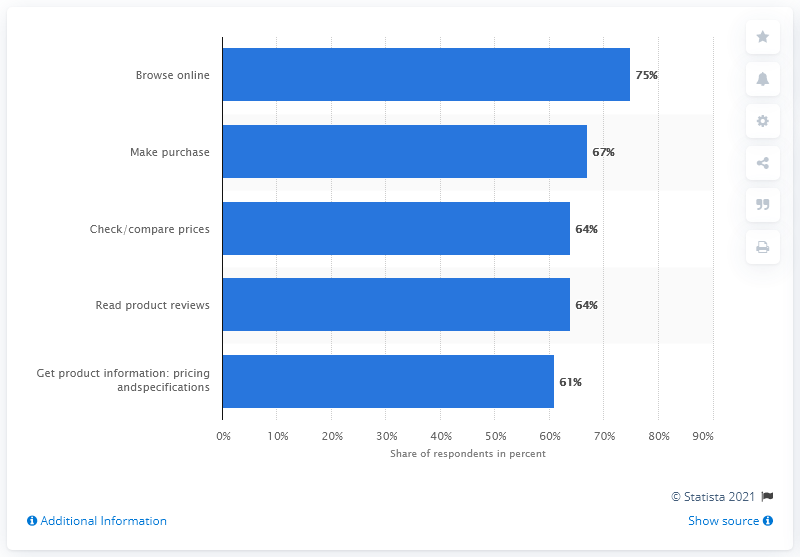 Browse online
75%
Make purchase
67%
Check/compare prices
64%
Read product reviews
64%
Get product information: pricing
andspecifications
61%
0% 10% 20% 30% 40% 50% 60% 70% 80% 90%
Share of respondents in percent
© Statista 2021
Additional Information
Show source